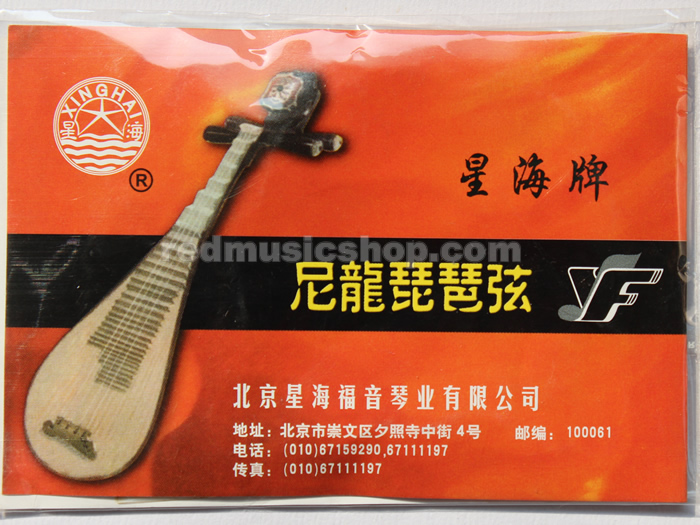 XINGHAI
星 海
®
星海牌
redmusicshop.com
尼龍琵琶弦
YF
北京星海福音琴业有限公司
地址：北京市崇文区夕照寺中街 4号 邮编：100061
电话：(010)67159290,67111197
传真：(010)67111197